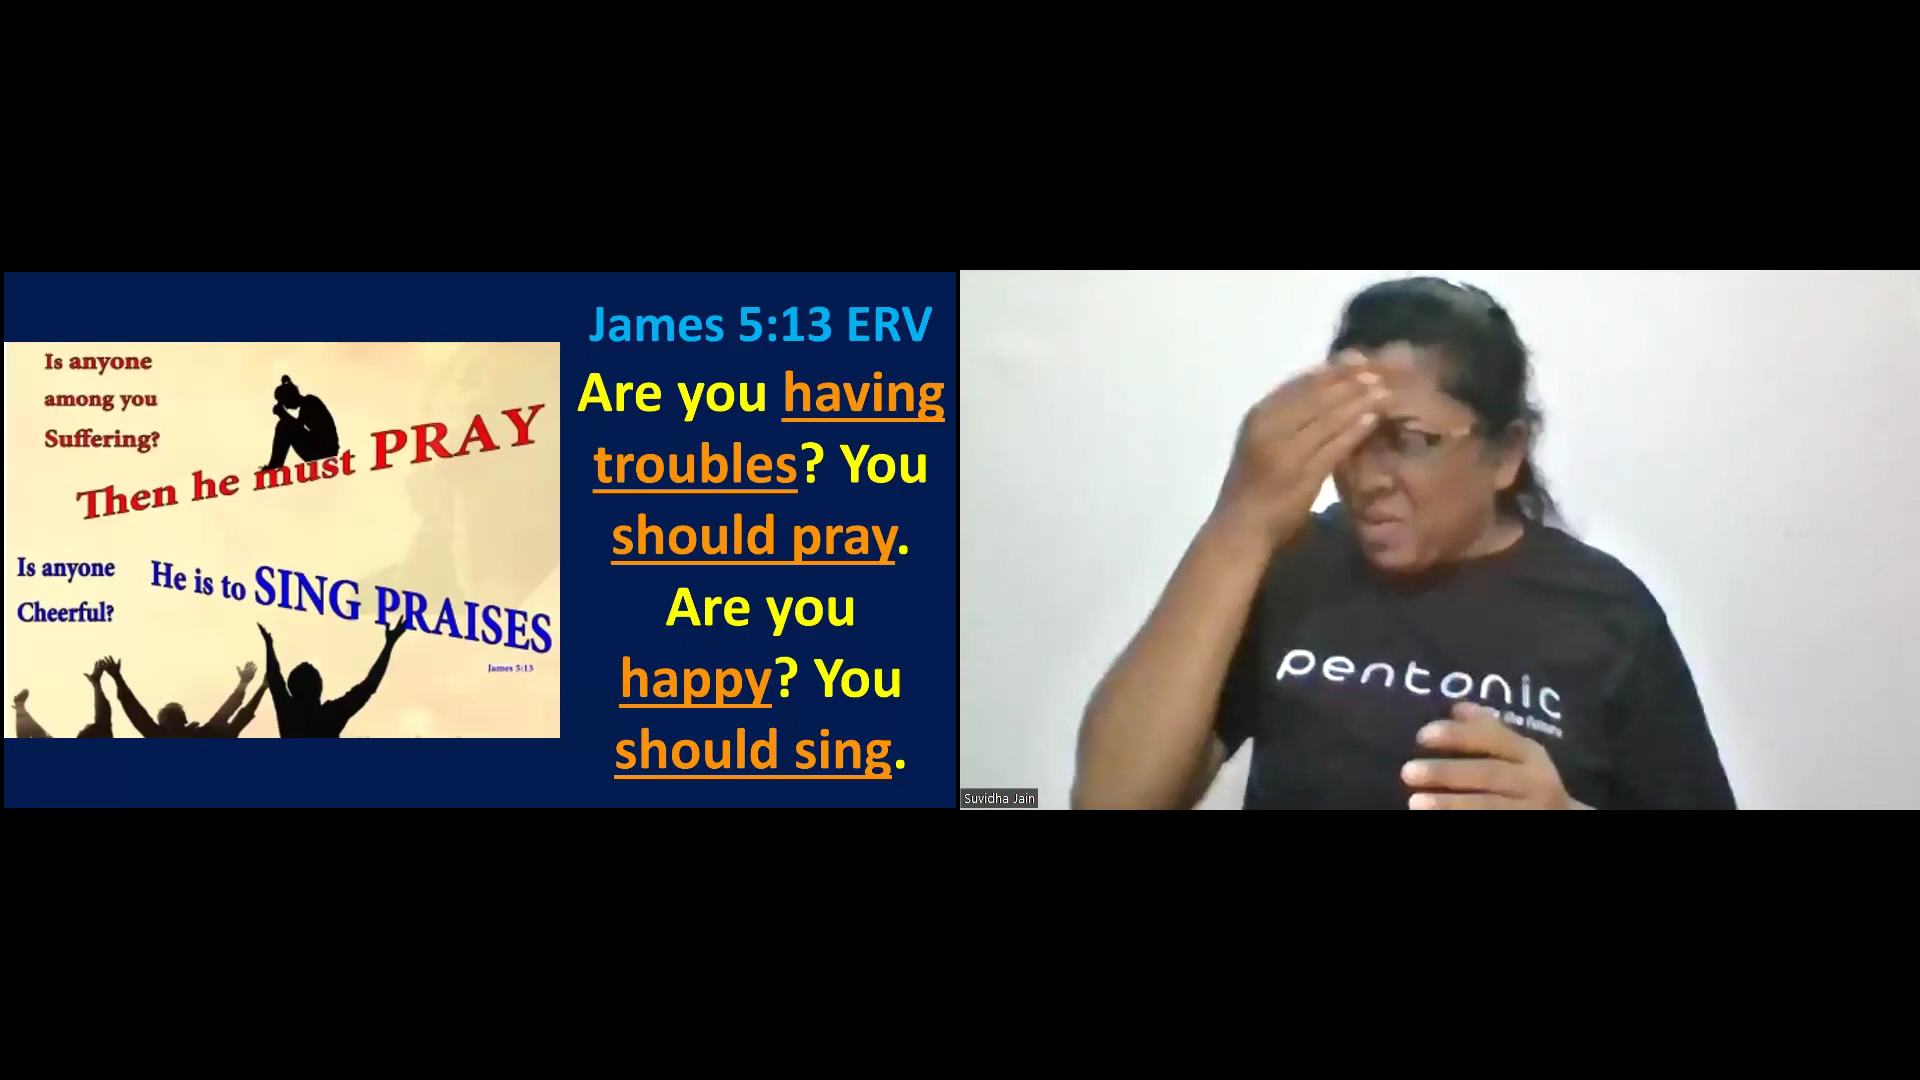 Is anyone
among you
Suffering?
Then he must PRAY
Is anyone
Cheerful?
He is to SING PRAISES
James 5:13
James 5:13 ERV
Are you having
troubles? You
should pray.
Are you
happy? You
should sing.
pentonic
the future
Suvidha Jain